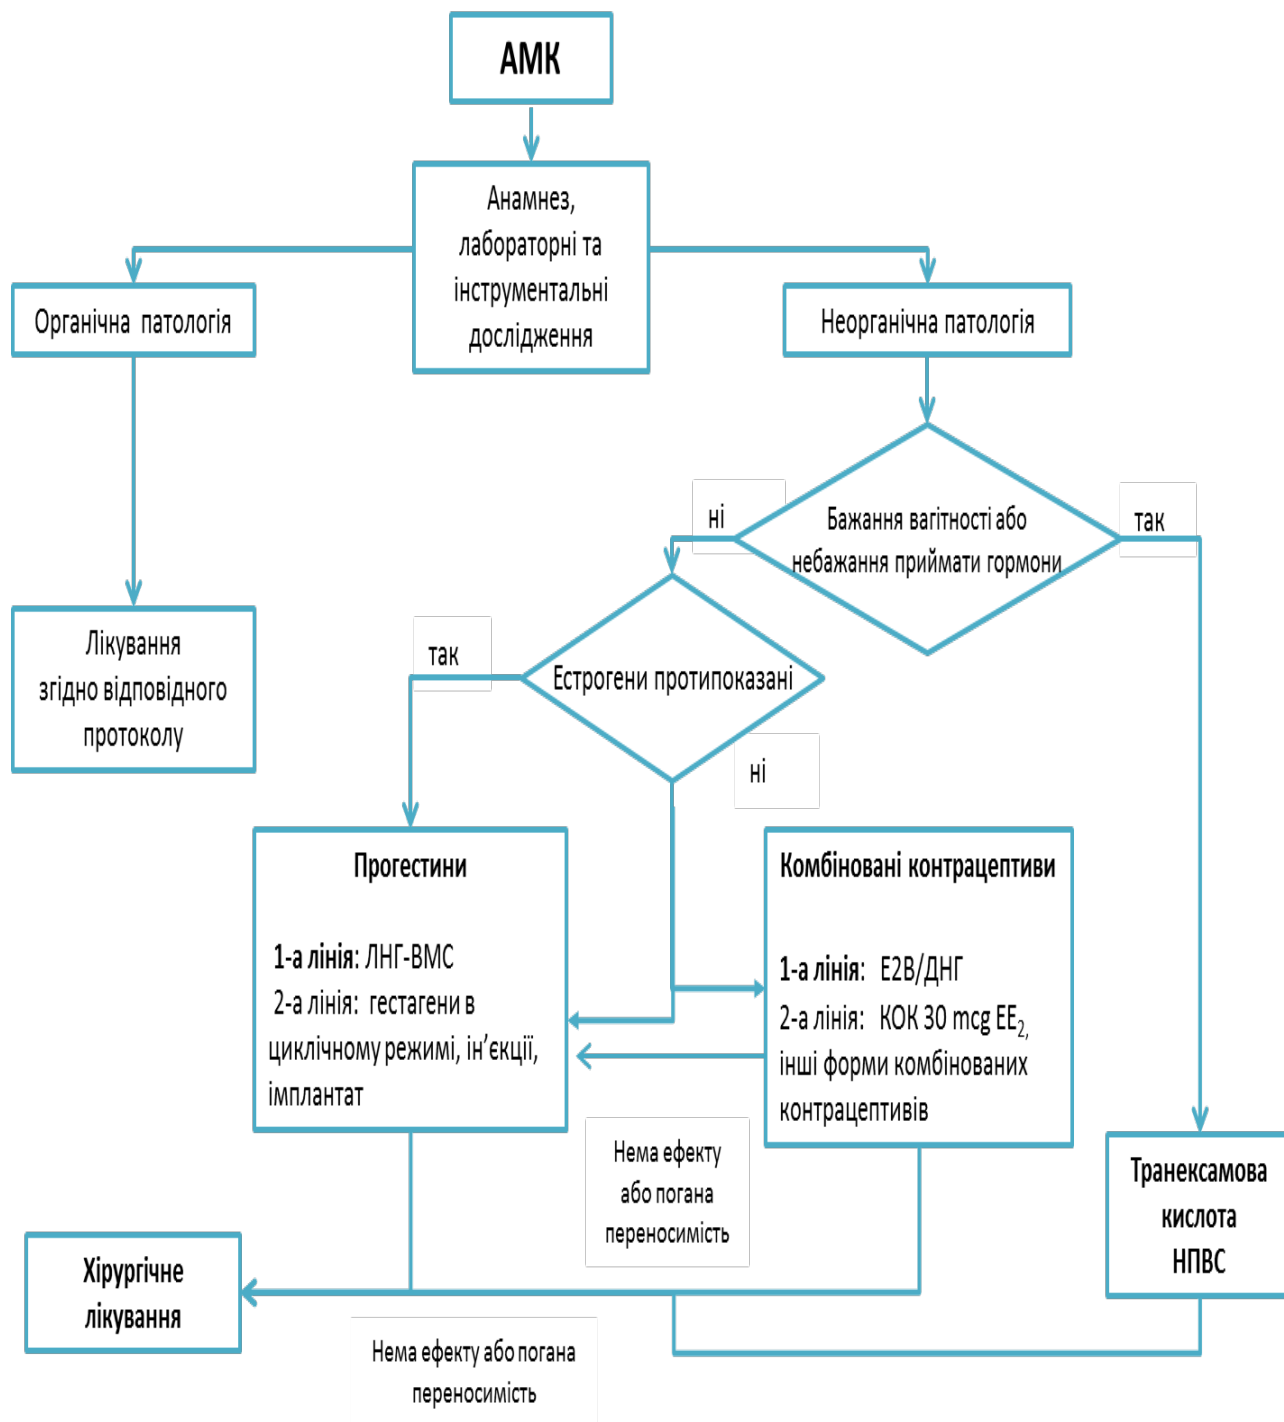 АМК
Анамнез,
лабораторні та
інструментальні
дослідження
Органічна патологія
Неорганічна патологія
Лікування
згідно відповідного
протоколу
ні
Бажання вагітності або
небажання приймати гормони
так
так
Естрогени протипоказані
ні
Прогестини
1-а лінія: ЛНГ-ВМС
2-а лінія: гестагени в
циклічному режимі, ін’єкції,
імплантат
Комбіновані контрацептиви
1-а лінія: Е2В/ДНГ
2-а лінія: КОК 30 mcg EE₂,
інші форми комбінованих
контрацептивів
Нема ефекту
або погана
переносимість
Транексамова
кислота
НПВС
Хірургічне
лікування
Нема ефекту або погана
переносимість